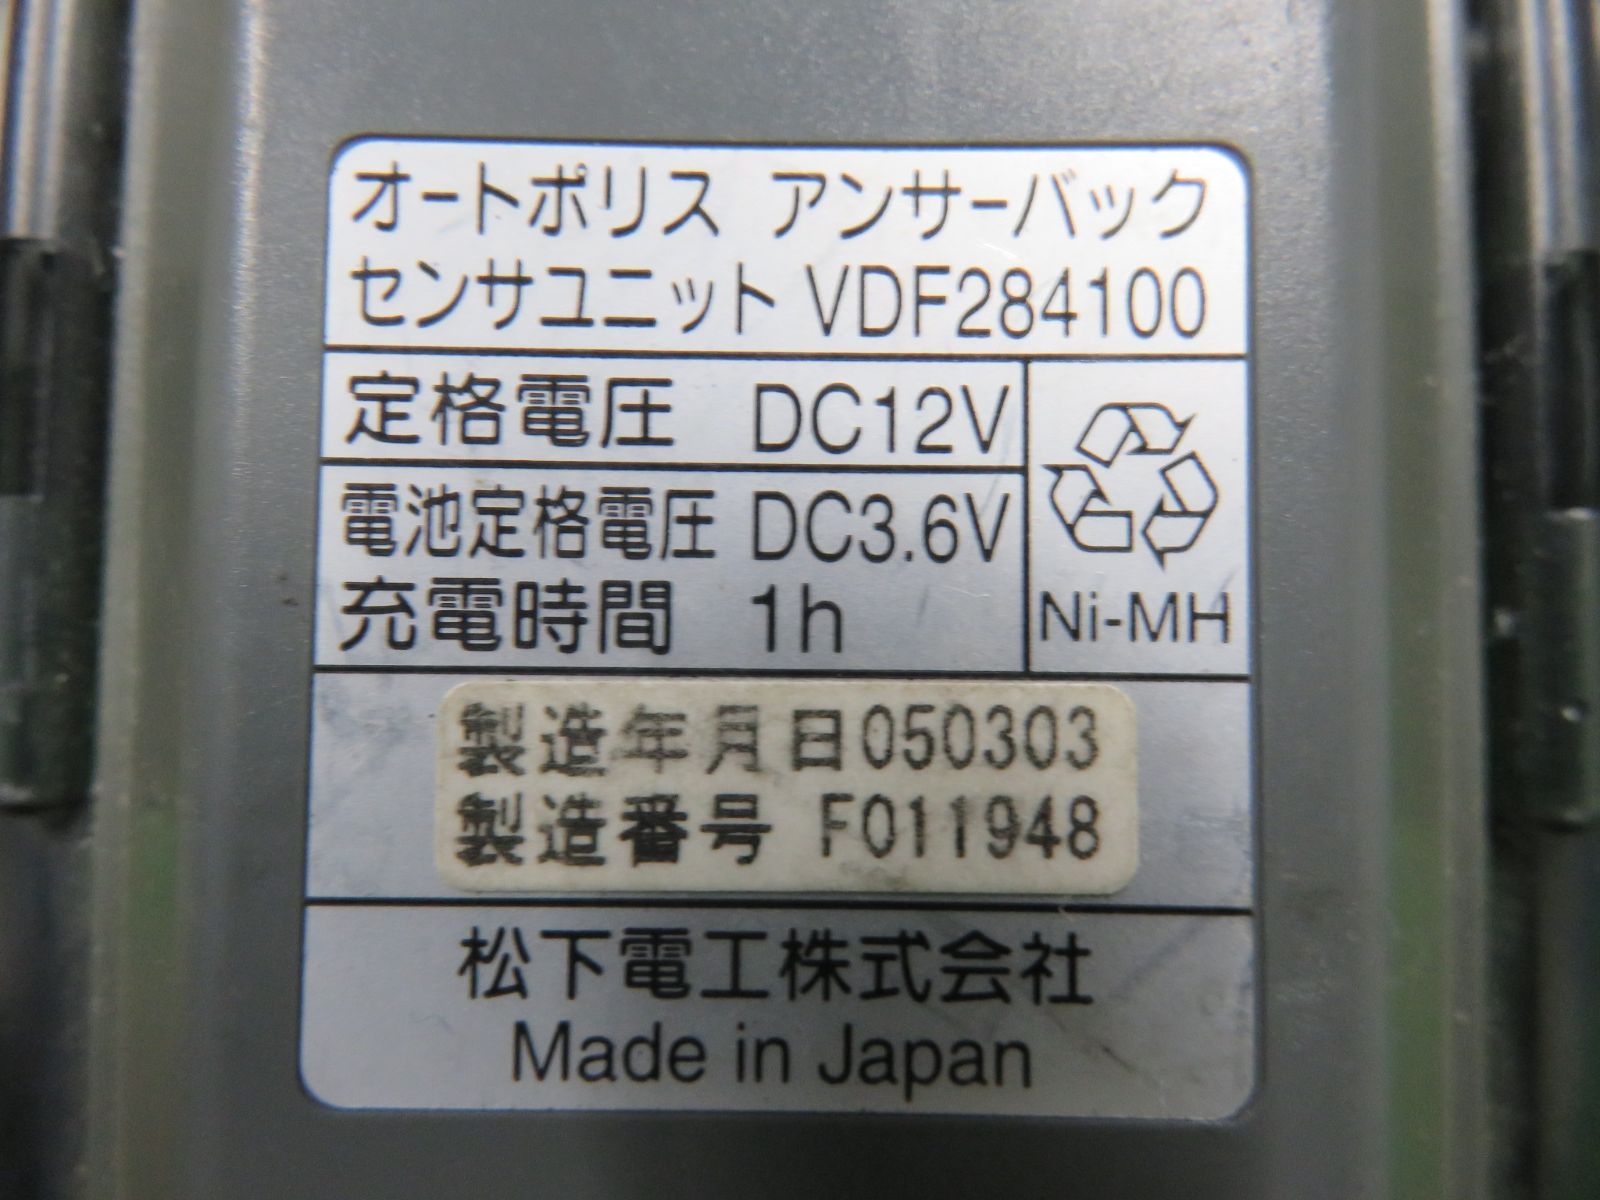 オートポリス アンサーバック
センサユニット VDF284100
定格電圧 DC12V
電池定格電圧 DC3.6V
充電時間 1h
Ni-MH
製造年月日050303
製造番号 F011948
松下電工株式会社
Made in Japan